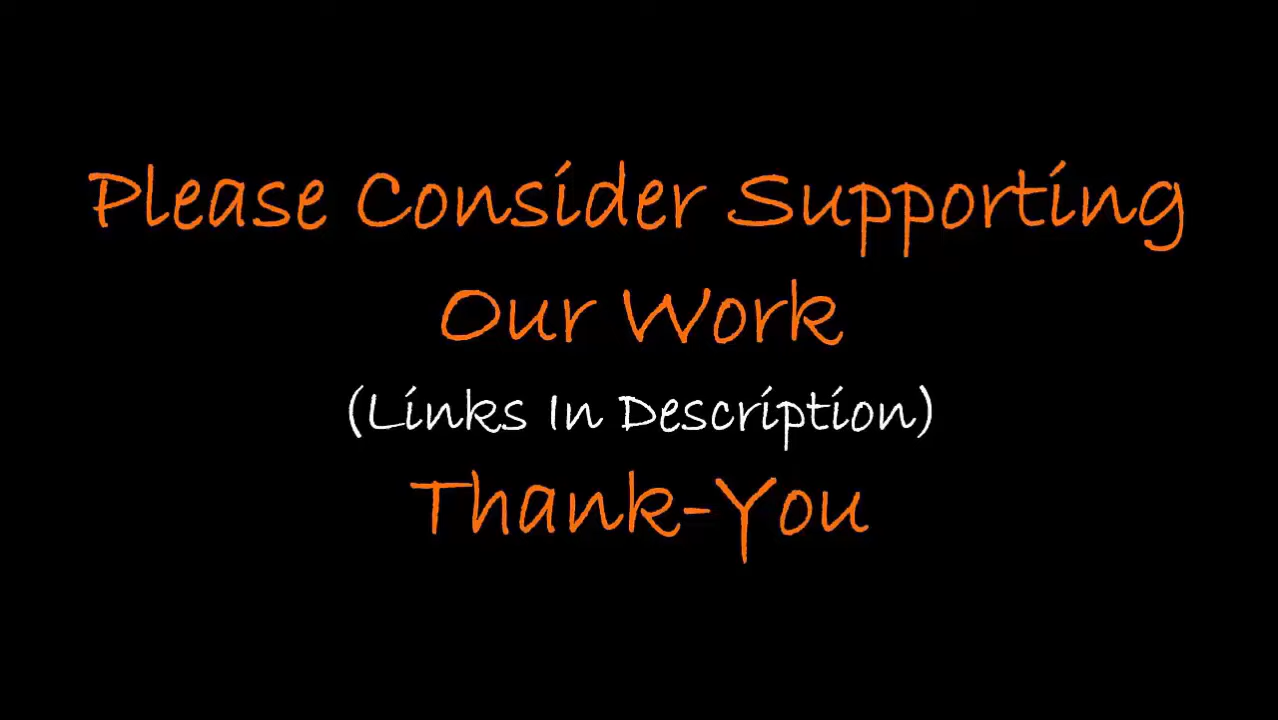 Please Consider Supporting
Our Work
(Links In Description)
Thank-You